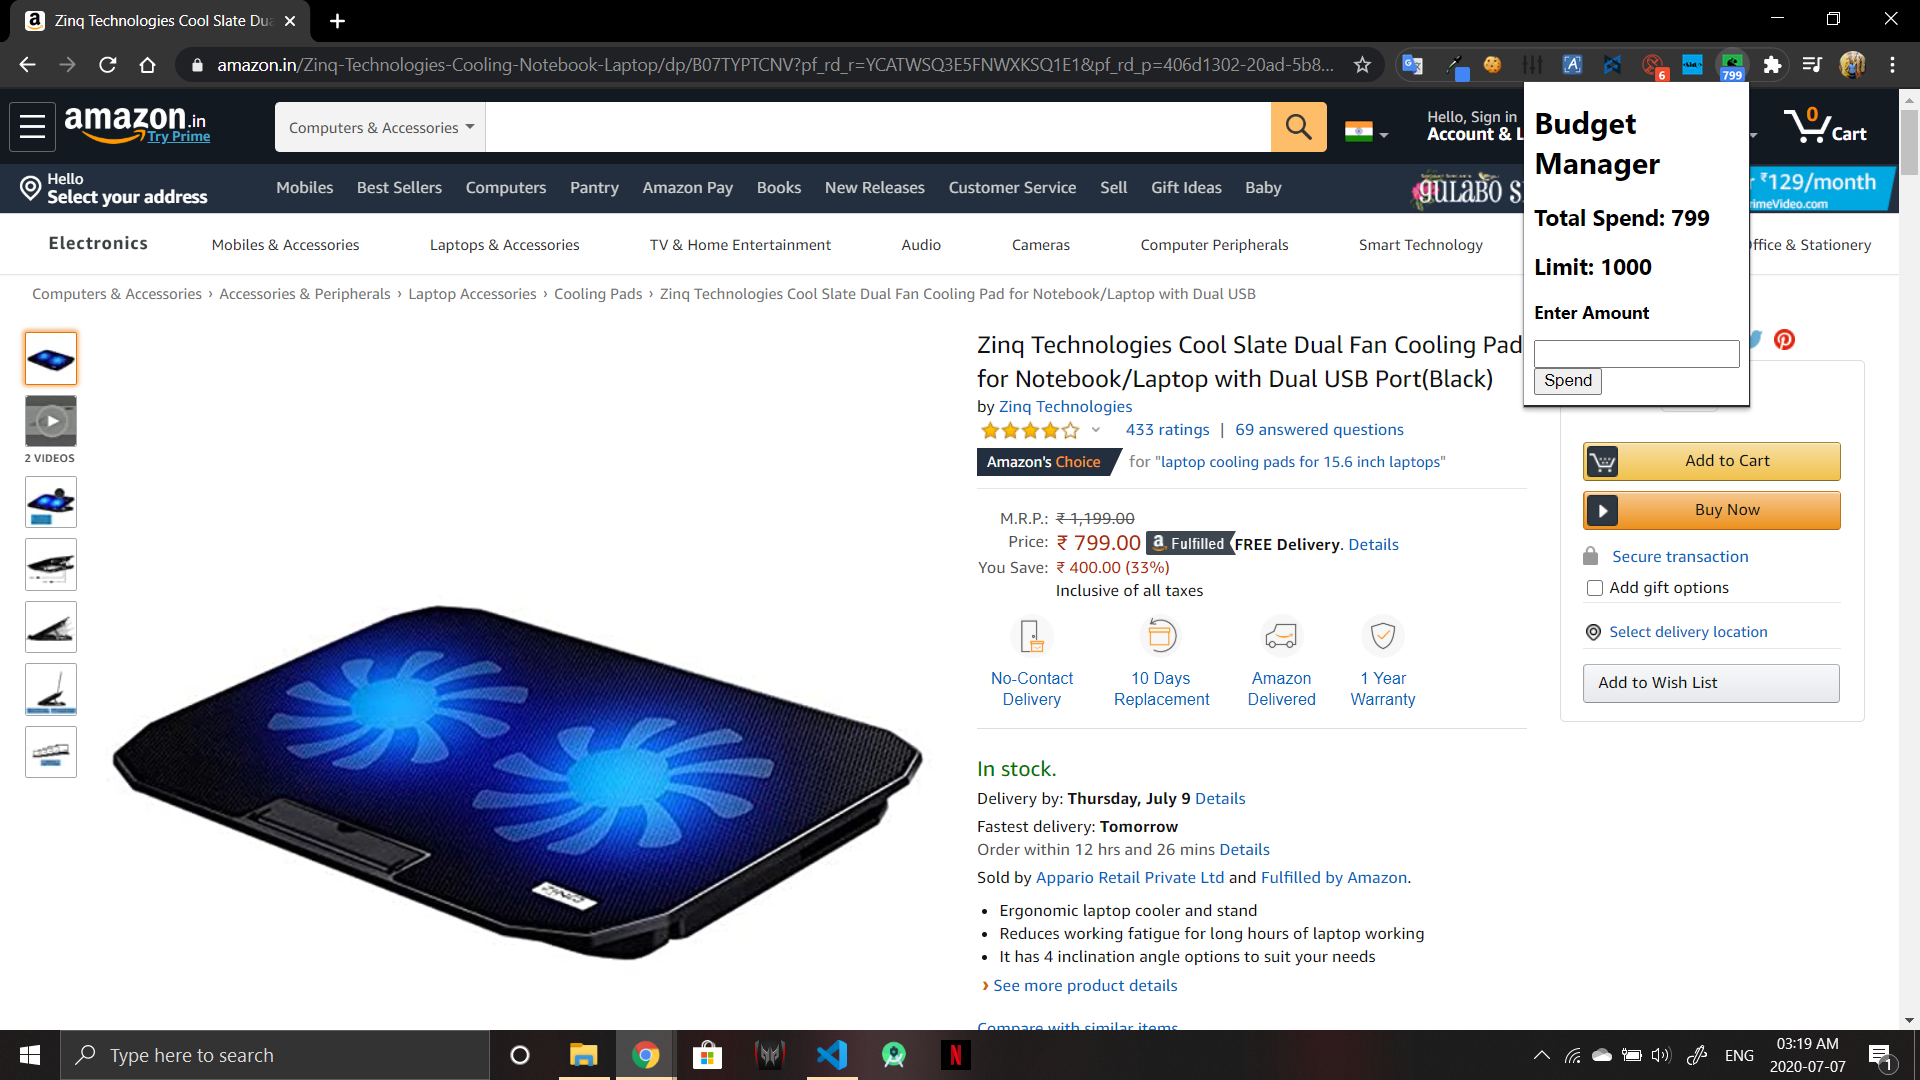 Zinq Technologies Cool Slate Dua
amazon.in/Zinq-Technologies-Cooling-Notebook-Laptop/dp/B07TYPTCNV?pf_rd_r=YCATWSQ3E5FNWXKSQ1E1&pf_rd_p=406d1302-20ad-5b8...
6
799
amazon.in
Try Prime
Computers & Accessories
Hello, Sign in
Account & L
0
Cart
Hello
Select your address
Mobiles Best Sellers Computers Pantry Amazon Pay Books New Releases Customer Service Sell Gift Ideas Baby
GULABO S
r ₹129/month
rimeVideo.com
Budget
Manager
Total Spend: 799
Limit: 1000
Enter Amount
Spend
Electronics Mobiles & Accessories Laptops & Accessories TV & Home Entertainment Audio Cameras Computer Peripherals Smart Technology ffice & Stationery
Computers & Accessories › Accessories & Peripherals › Laptop Accessories › Cooling Pads › Zinq Technologies Cool Slate Dual Fan Cooling Pad for Notebook/Laptop with Dual USB
2 VIDEOS
Zinq Technologies Cool Slate Dual Fan Cooling Pad
for Notebook/Laptop with Dual USB Port(Black)
by Zinq Technologies
433 ratings | 69 answered questions
Amazon's Choice for "laptop cooling pads for 15.6 inch laptops"
M.R.P.: ₹ 1,199.00
Price: ₹ 799.00 a Fulfilled FREE Delivery. Details
You Save: ₹ 400.00 (33%)
Inclusive of all taxes
No-Contact
Delivery
10 Days
Replacement
Amazon
Delivered
1 Year
Warranty
In stock.
Delivery by: Thursday, July 9 Details
Fastest delivery: Tomorrow
Order within 12 hrs and 26 mins Details
Sold by Appario Retail Private Ltd and Fulfilled by Amazon.
• Ergonomic laptop cooler and stand
• Reduces working fatigue for long hours of laptop working
• It has 4 inclination angle options to suit your needs
› See more product details
Compare with similar items
Add to Cart
Buy Now
Secure transaction
Add gift options
Select delivery location
Add to Wish List
ZINQ
Type here to search
N
ENG
03:19 AM
2020-07-07
1